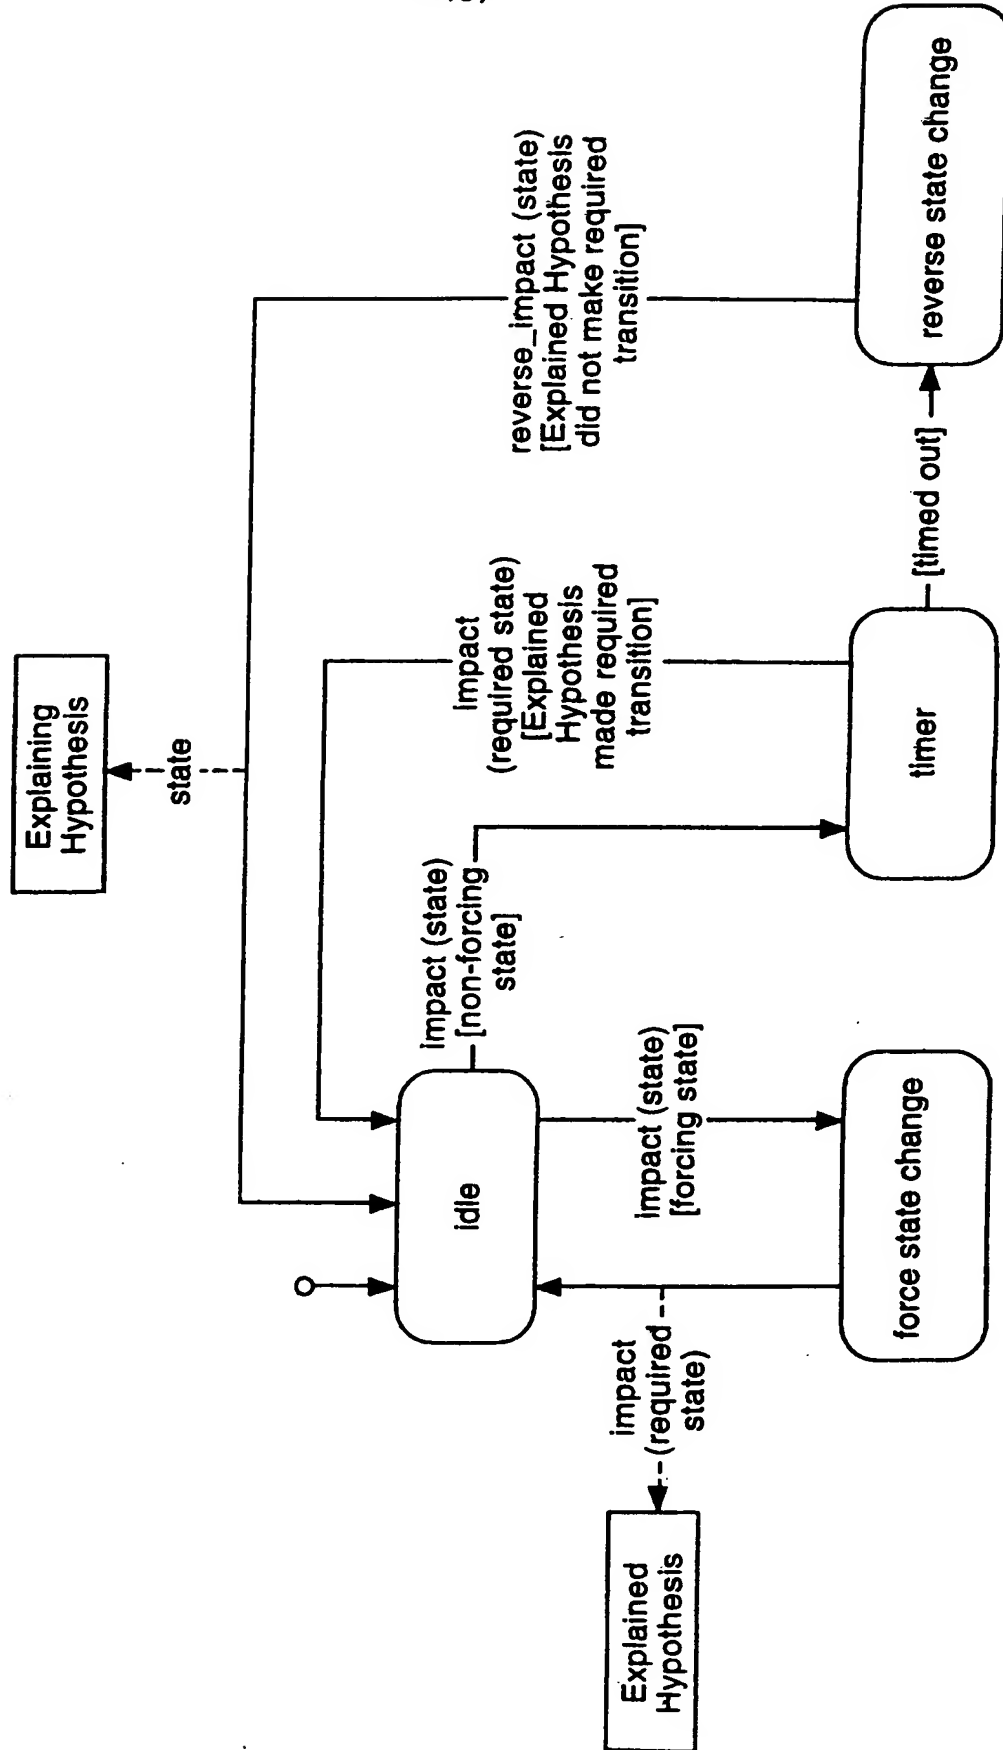 Explaining
Hypothesis
state
reverse_impact (state)
[Explained Hypothesis
did not make required
transition]
impact
(required state)
[Explained
Hypothesis
made required
transition]
impact (state)
[non-forcing
state]
idle
impact (state)
[forcing state]
impact
(required
state)
Explained
Hypothesis
force state change
timer
[timed out]
reverse state change